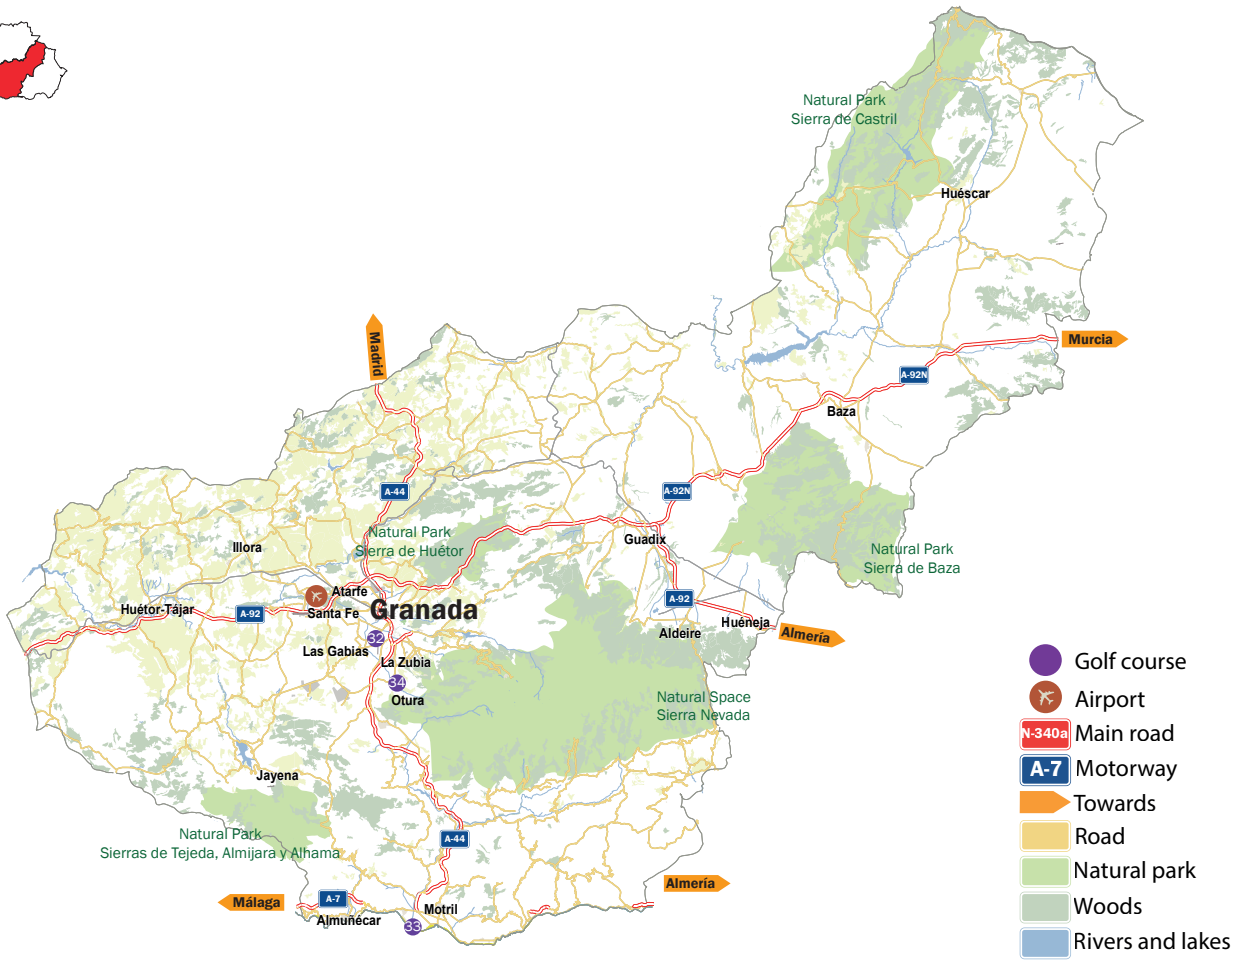 Natural Park
Sierra de Castril
Huéscar
Madrid
Murcia
A-92N
Baza
A-44
A-92N
Natural Park
Sierra de Huétor
Guadix
Illora
Natural Park
Sierra de Baza
Atarfe
Huétor-Tájar
A-92
Santa Fe
Granada
A-92
Huéneja
Aldeire
Almería
32
Las Gabias
La Zubia
34
Otura
Natural Space
Sierra Nevada
Jayena
Natural Park
Sierras de Tejeda, Almijara y Alhama
A-44
Almería
Málaga
A-7
Almuñécar
Motril
33
Golf course
Airport
N-340a
Main road
A-7
Motorway
Towards
Road
Natural park
Woods
Rivers and lakes